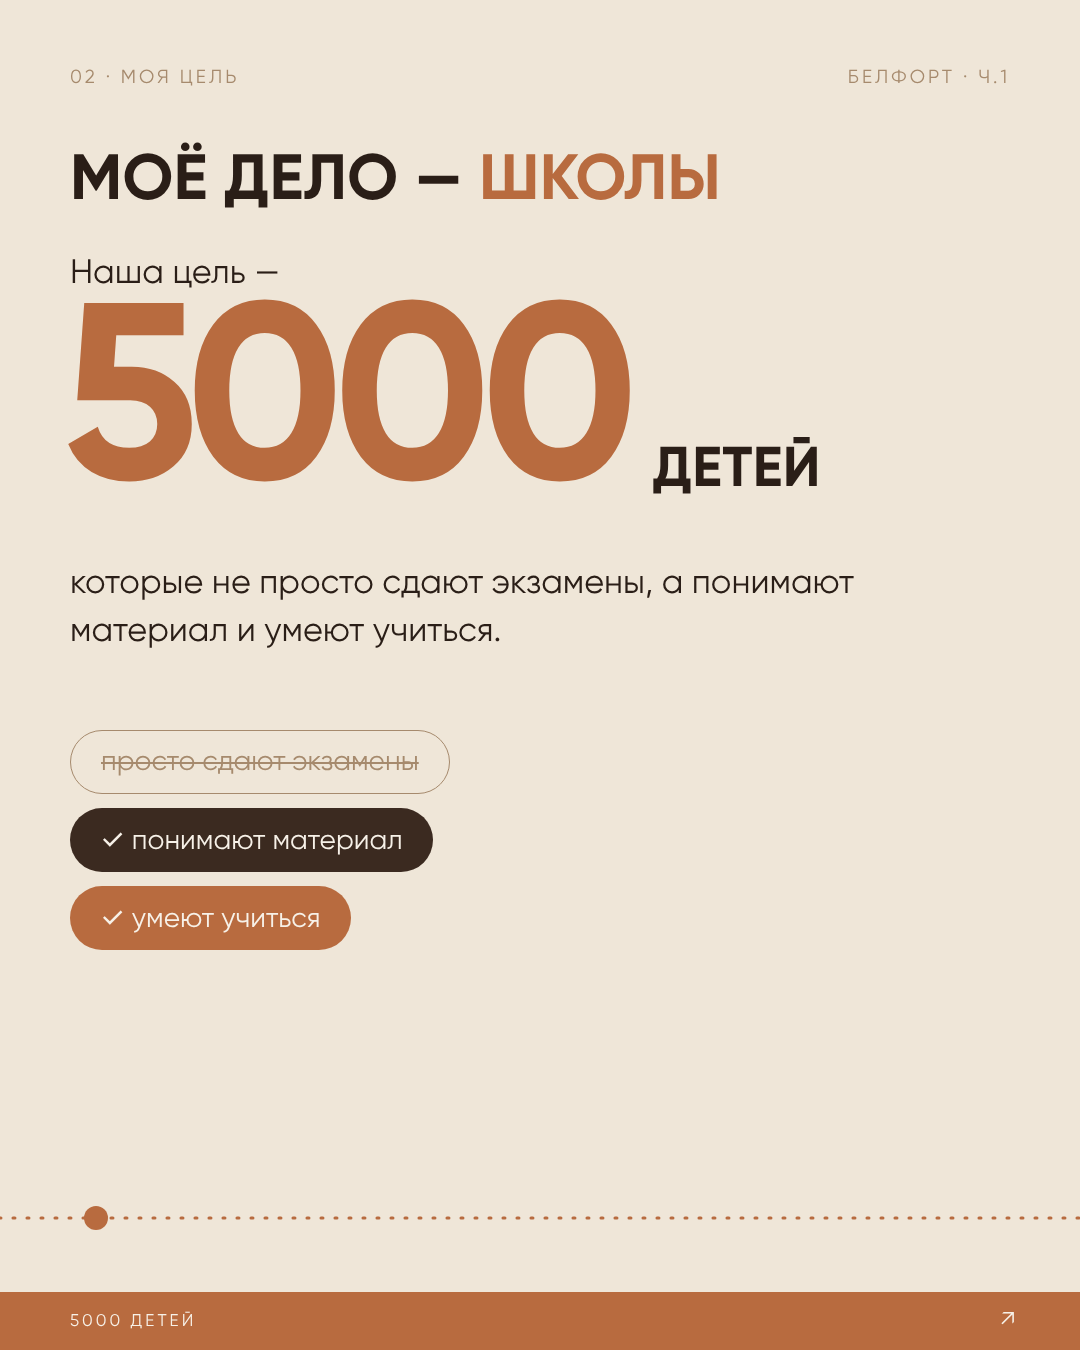 02 · МОЯ ЦЕЛЬ
БЕЛФОРТ · Ч.1
МОЁ ДЕЛО — ШКОЛЫ
Наша цель —
5000 ДЕТЕЙ
которые не просто сдают экзамены, а понимают
материал и умеют учиться.
просто сдают экзамены
✓ понимают материал
✓ умеют учиться
5000 ДЕТЕЙ